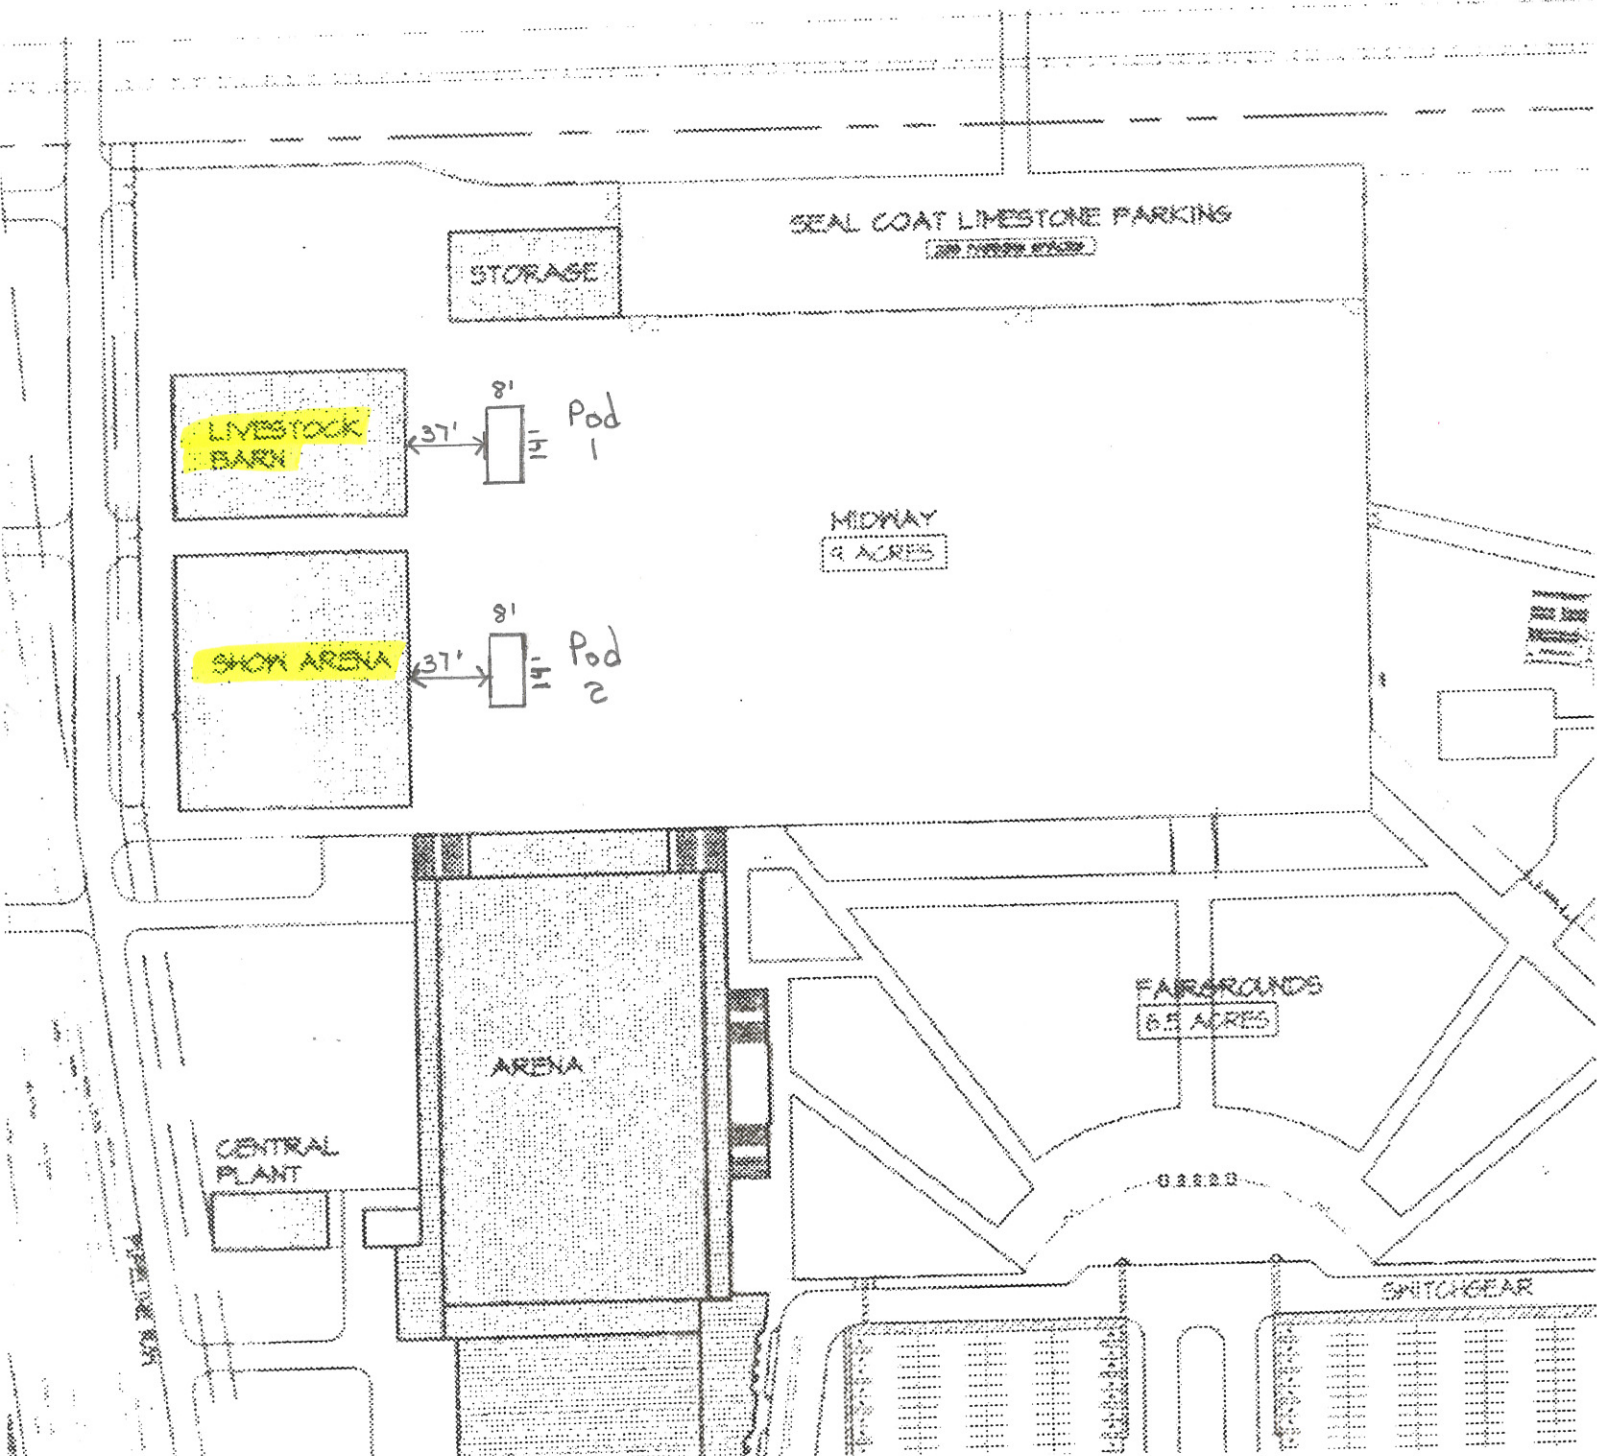 SEAL COAT LIMESTONE PARKING
STORAGE
LIVESTOCK
BARN
37'
8'
Pod
1
MIDWAY
9 ACRES
SHOW ARENA
37'
8'
Pod
2
FAIRGROUNDS
6.5 ACRES
ARENA
CENTRAL
PLANT
SWITCHGEAR